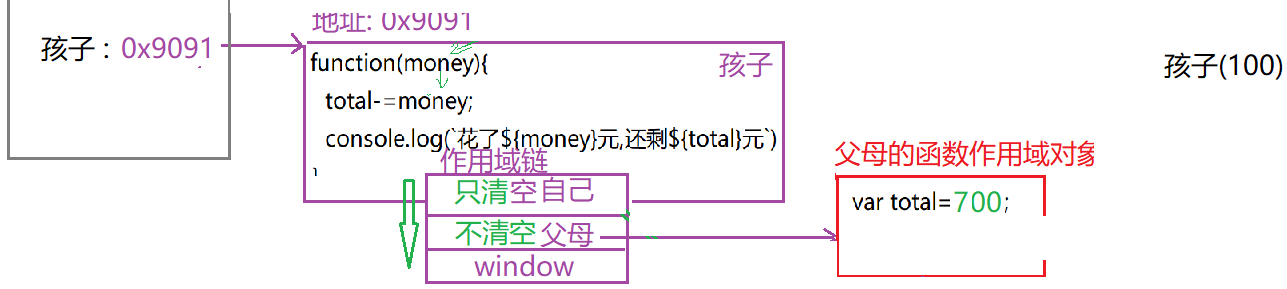 地址: 0x9091
孩子 : 0x9091
function(money){
孩子
孩子(100)
total-=money;
console.log(`花了${money}元,还剩${total}元`)
父母的函数作用域对象
作用域链
只清空自己
var total=700;
不清空 父母
window